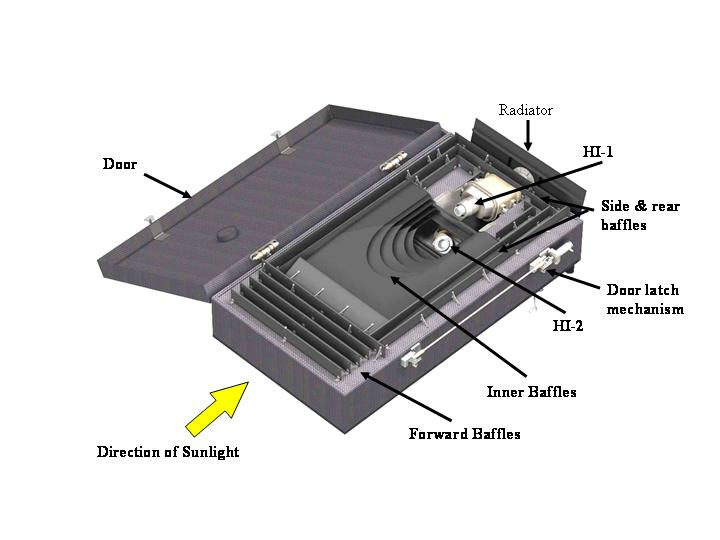 Radiator
HI-1
Door
Side & rear
baffles
Door latch
mechanism
HI-2
Inner Baffles
Forward Baffles
Direction of Sunlight